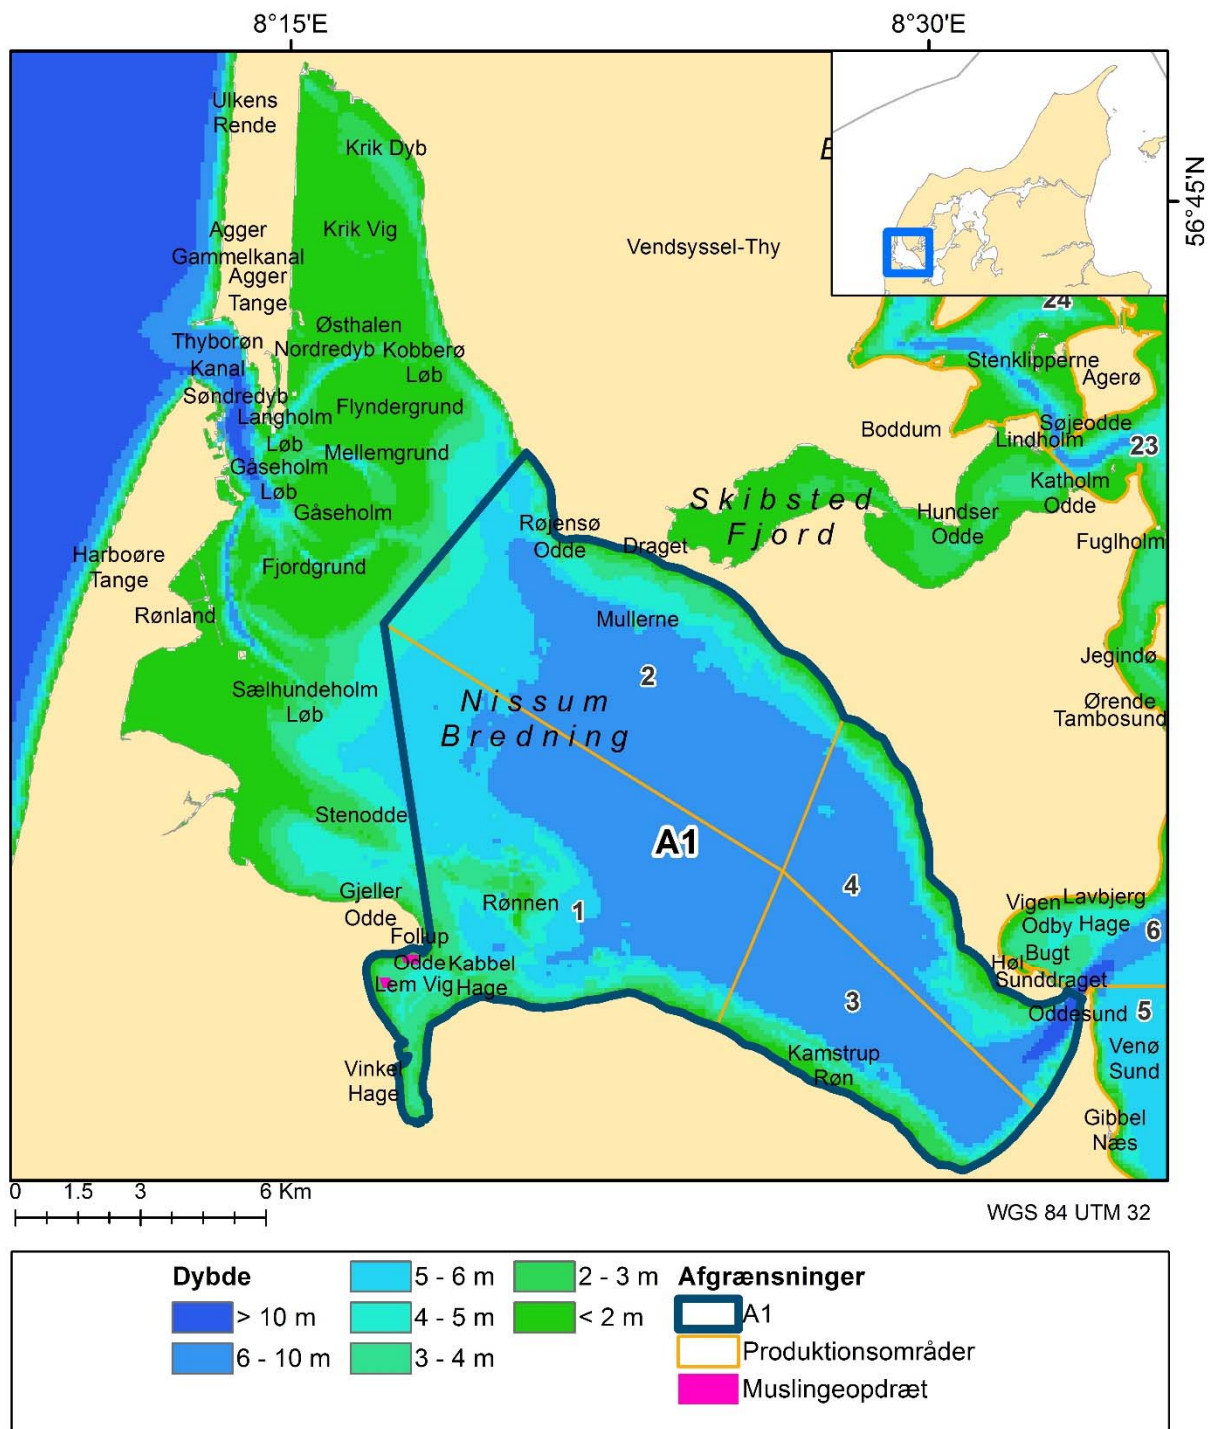 8°15'E
8°30'E
56°45'N
Ulkens
Rende
Krik Dyb
Krik Vig
Agger
Gammelkanal
Agger
Tange
Vendsyssel-Thy
24
Østhalen
Nordredyb
Kobberø
Løb
Thyborøn
Kanal
Søndredyb
Langholm
Løb
Flyndergrund
Mellemgrund
Gåseholm
Løb
Gåseholm
Fjordgrund
Harboøre
Tange
Rønland
Sælhundeholm
Løb
Stenklipperne
Agerø
Boddum
Søjeodde
Lindholm
23
Katholm
Odde
Skibsted
Fjord
Hundser
Odde
Fuglholm
Røjensø
Odde
Draget
Mullerne
2
Jegindø
Ørende
Tambosund
Nissum
Bredning
Stenodde
A1
4
Gjeller
Odde
Rønnen
1
Follup
Odde
Kabbel
Hage
Lem Vig
Vinkel
Hage
3
Kamstrup
Røn
Vigen
Lavbjerg
Hage
Odby
Bugt
6
Høl
Sunddraget
Oddesund
5
Venø
Sund
Gibbel
Næs
0 1.5 3 6 Km
WGS 84 UTM 32
Dybde
> 10 m
6 - 10 m
5 - 6 m
4 - 5 m
3 - 4 m
2 - 3 m
< 2 m
Afgrænsninger
A1
Produktionsområder
Muslingeopdræt